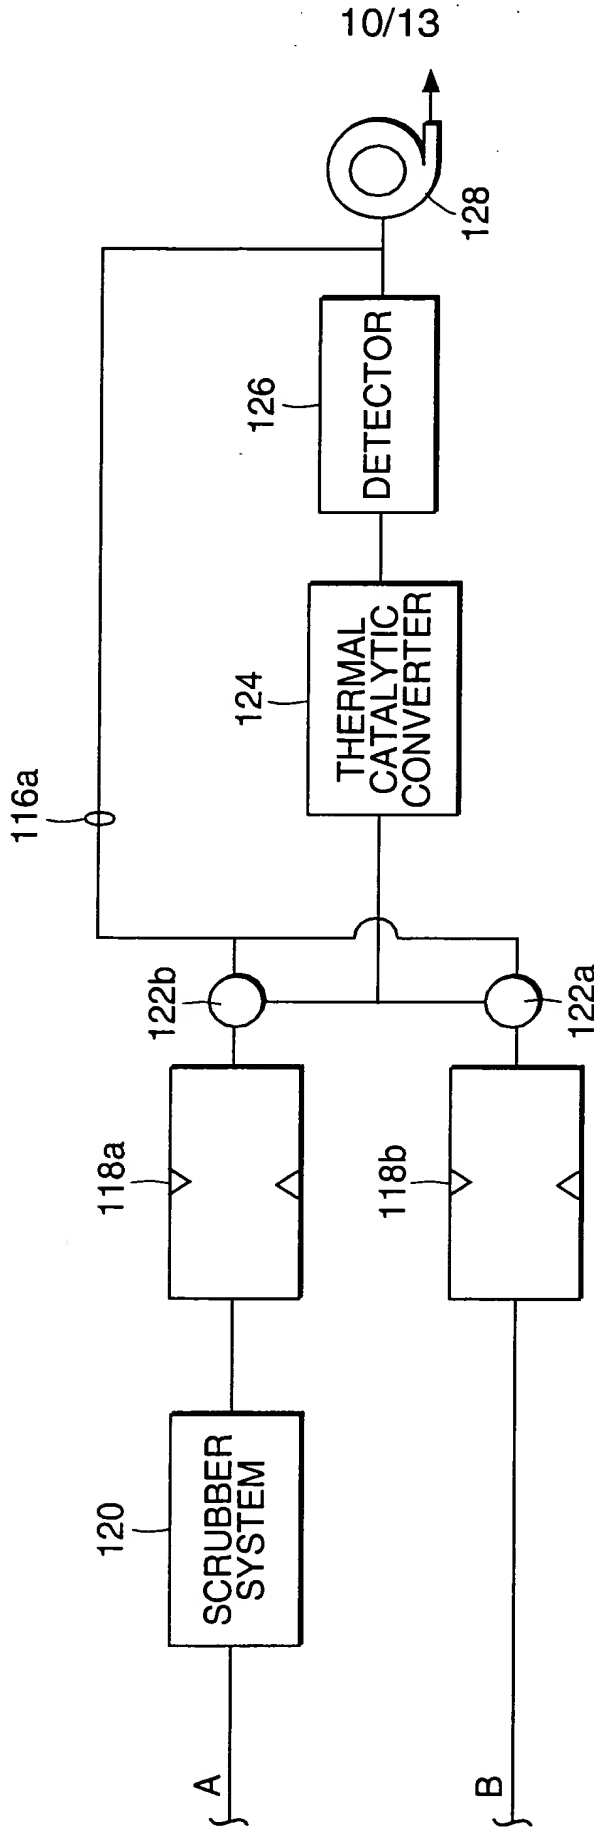 10/13
A
120
SCRUBBER
SYSTEM
118a
122b
116a
124
THERMAL
CATALYTIC
CONVERTER
126
DETECTOR
128
B
118b
122a